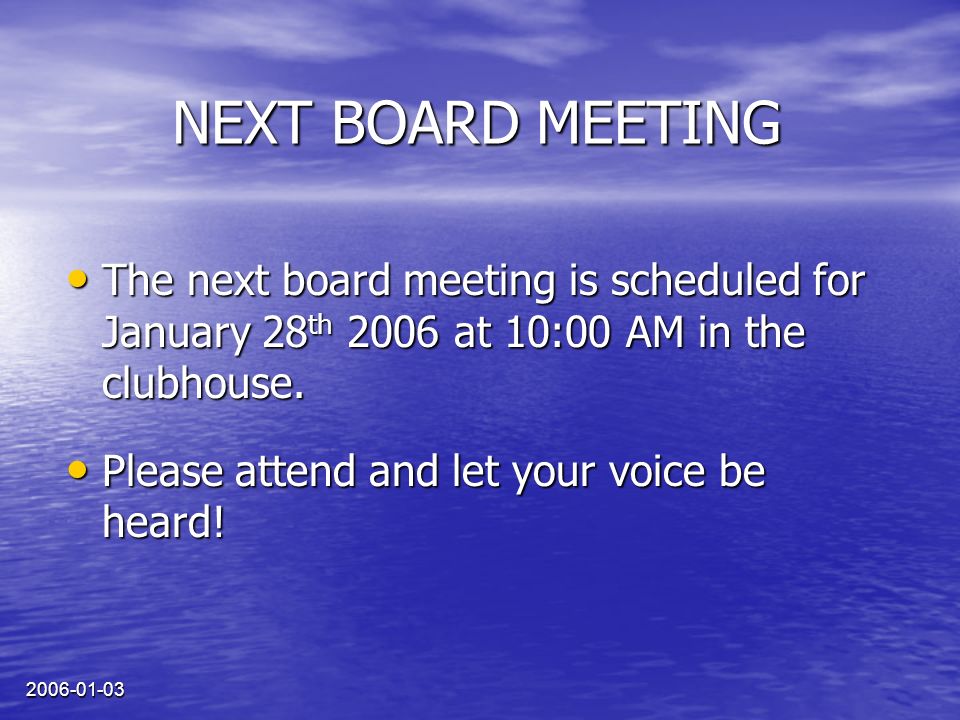 NEXT BOARD MEETING
• The next board meeting is scheduled for
January 28th 2006 at 10:00 AM in the
clubhouse.
• Please attend and let your voice be
heard!
2006-01-03